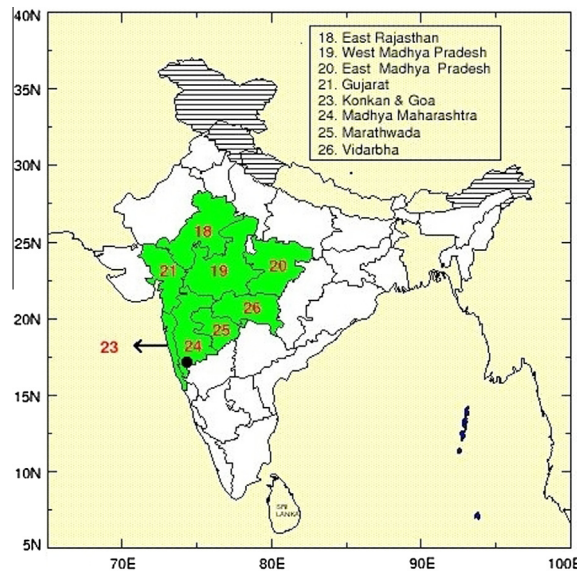 40N
35N
30N
25N
20N
15N
10N
5N
70E
80E
90E
100E
18. East Rajasthan
19. West Madhya Pradesh
20. East Madhya Pradesh
21. Gujarat
23. Konkan & Goa
24. Madhya Maharashtra
25. Marathwada
26. Vidarbha
18
21
19
20
26
25
24
23
SRI
LANKA